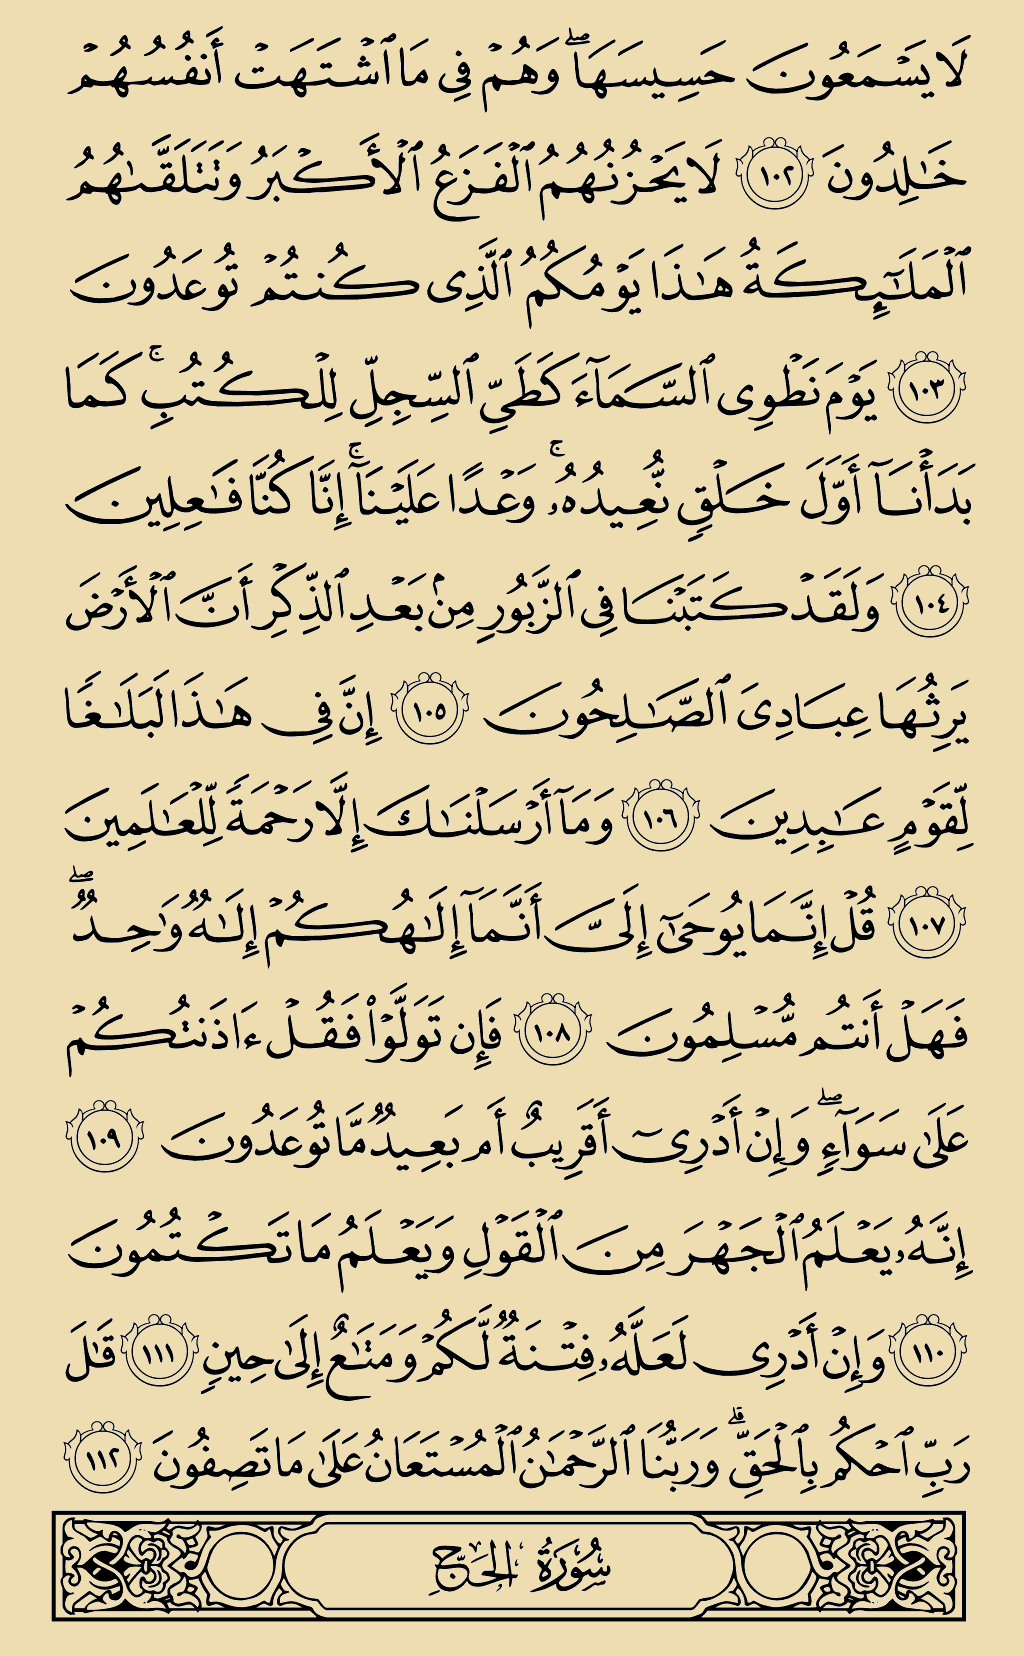 لَا يَسۡمَعُونَ حَسِيسَهَاۖ وَهُمۡ فِي مَا ٱشۡتَهَتۡ أَنفُسُهُمۡ
خَٰلِدُونَ ١٠٢ لَا يَحۡزُنُهُمُ ٱلۡفَزَعُ ٱلۡأَكۡبَرُ وَتَتَلَقَّىٰهُمُ
ٱلۡمَلَٰٓئِكَةُ هَٰذَا يَوۡمُكُمُ ٱلَّذِي كُنتُمۡ تُوعَدُونَ
١٠٣ يَوۡمَ نَطۡوِي ٱلسَّمَآءَ كَطَيِّ ٱلسِّجِلِّ لِلۡكُتُبِۚ كَمَا
بَدَأۡنَآ أَوَّلَ خَلۡقٖ نُّعِيدُهُۥۚ وَعۡدًا عَلَيۡنَآۚ إِنَّا كُنَّا فَٰعِلِينَ
١٠٤ وَلَقَدۡ كَتَبۡنَا فِي ٱلزَّبُورِ مِنۢ بَعۡدِ ٱلذِّكۡرِ أَنَّ ٱلۡأَرۡضَ
يَرِثُهَا عِبَادِيَ ٱلصَّٰلِحُونَ ١٠٥ إِنَّ فِي هَٰذَا لَبَلَٰغٗا
لِّقَوۡمٍ عَٰبِدِينَ ١٠٦ وَمَآ أَرۡسَلۡنَٰكَ إِلَّا رَحۡمَةٗ لِّلۡعَٰلَمِينَ
١٠٧ قُلۡ إِنَّمَا يُوحَىٰٓ إِلَيَّ أَنَّمَآ إِلَٰهُكُمۡ إِلَٰهٞ وَٰحِدٞۖ
فَهَلۡ أَنتُم مُّسۡلِمُونَ ١٠٨ فَإِن تَوَلَّوۡاْ فَقُلۡ ءَاذَنتُكُمۡ
عَلَىٰ سَوَآءٖۖ وَإِنۡ أَدۡرِيٓ أَقَرِيبٌ أَم بَعِيدٞ مَّا تُوعَدُونَ ١٠٩
إِنَّهُۥ يَعۡلَمُ ٱلۡجَهۡرَ مِنَ ٱلۡقَوۡلِ وَيَعۡلَمُ مَا تَكۡتُمُونَ
١١٠ وَإِنۡ أَدۡرِي لَعَلَّهُۥ فِتۡنَةٞ لَّكُمۡ وَمَتَٰعٌ إِلَىٰ حِينٖ ١١١ قَٰلَ
رَبِّ ٱحۡكُم بِٱلۡحَقِّۗ وَرَبُّنَا ٱلرَّحۡمَٰنُ ٱلۡمُسۡتَعَانُ عَلَىٰ مَا تَصِفُونَ ١١٢
سُورَةُ الحَجِّ